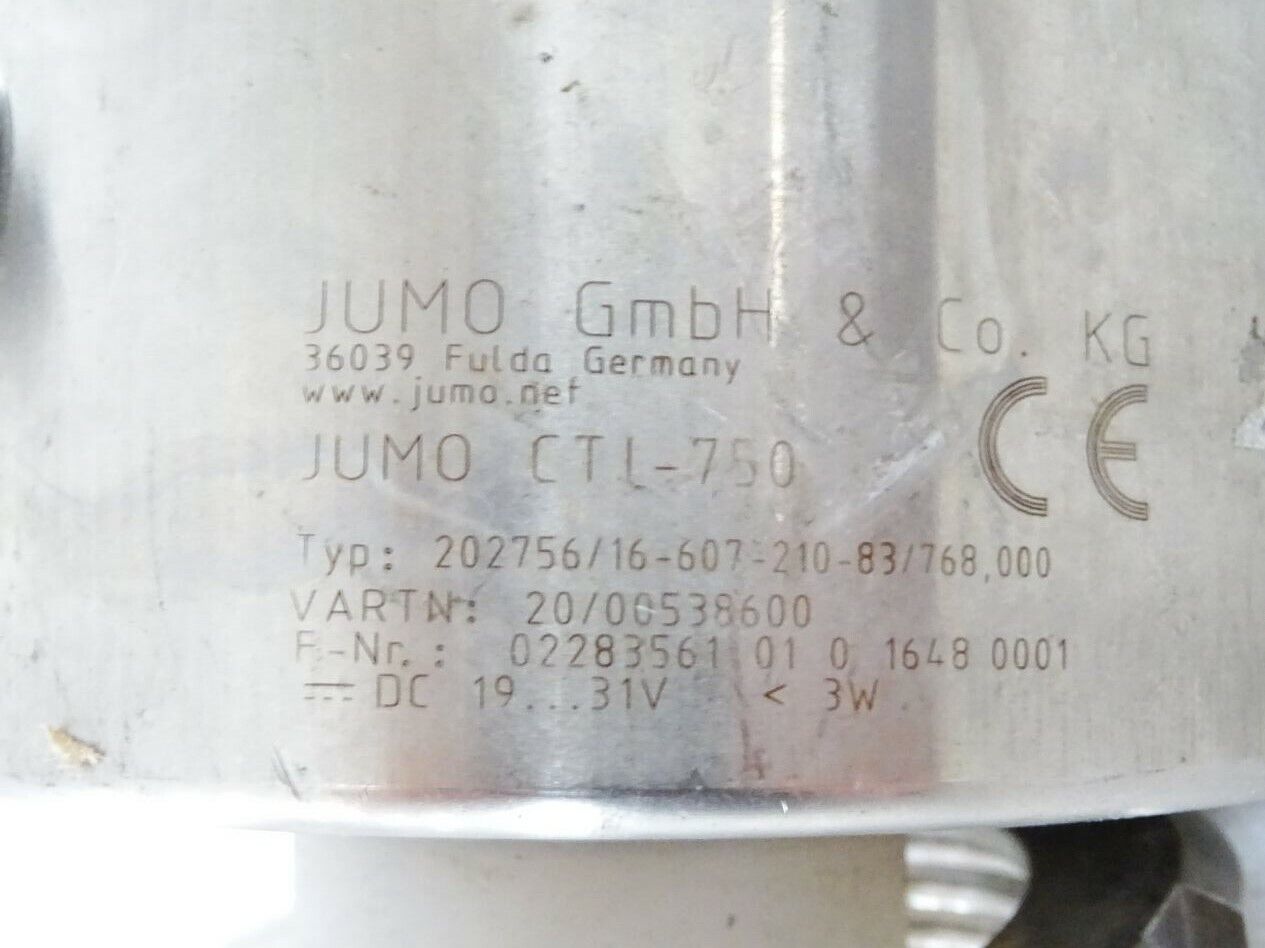 JUMO GmbH & Co. KG
36039 Fulda Germany
www.jumo.net
CE
JUMO CTL-750
Typ: 202756/16-607-210-83/768,000
VARTN: 20/00538600
F-Nr.: 02283561 01 0 1648 0001
⎓ DC 19...31V < 3W